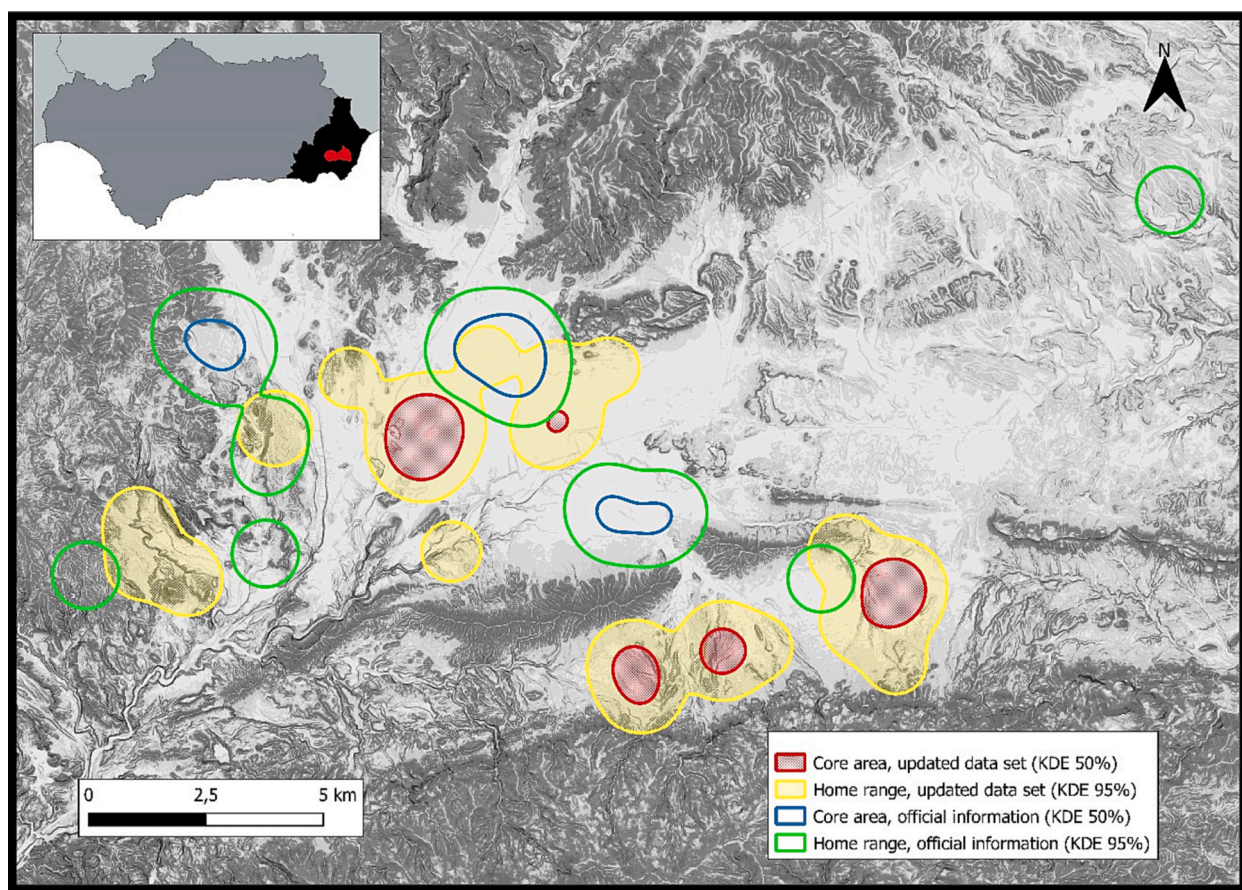 N
Core area, updated data set (KDE 50%)
Home range, updated data set (KDE 95%)
Core area, official information (KDE 50%)
Home range, official information (KDE 95%)
0 2,5 5 km